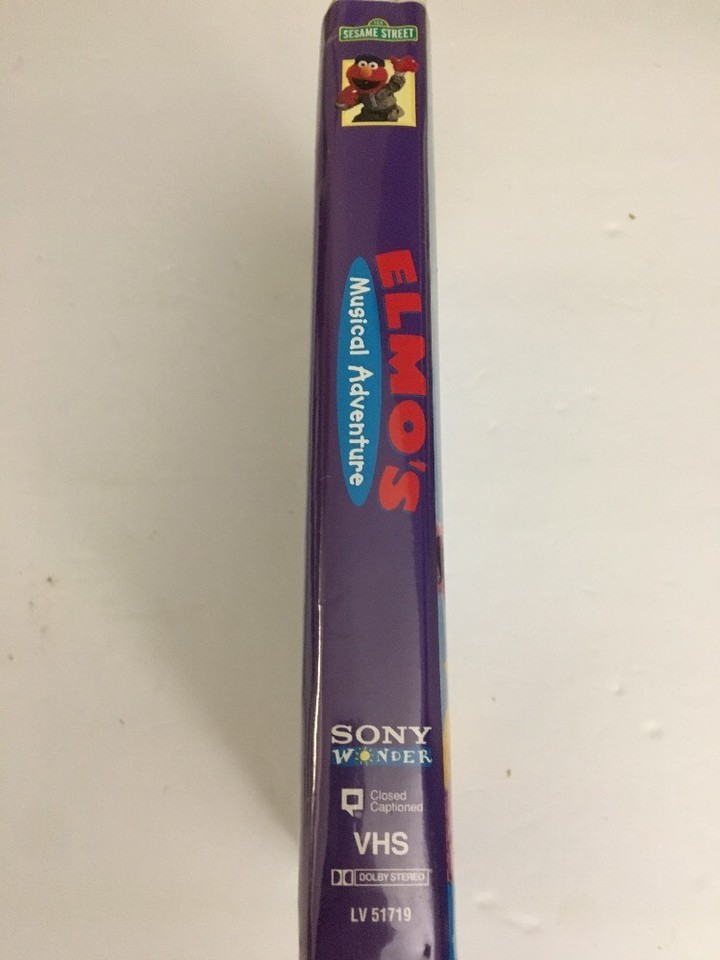 SESAME STREET
ELMO'S
Musical Adventure
SONY
WONDER
Closed
Captioned
VHS
DOLBY STEREO
LV 51719